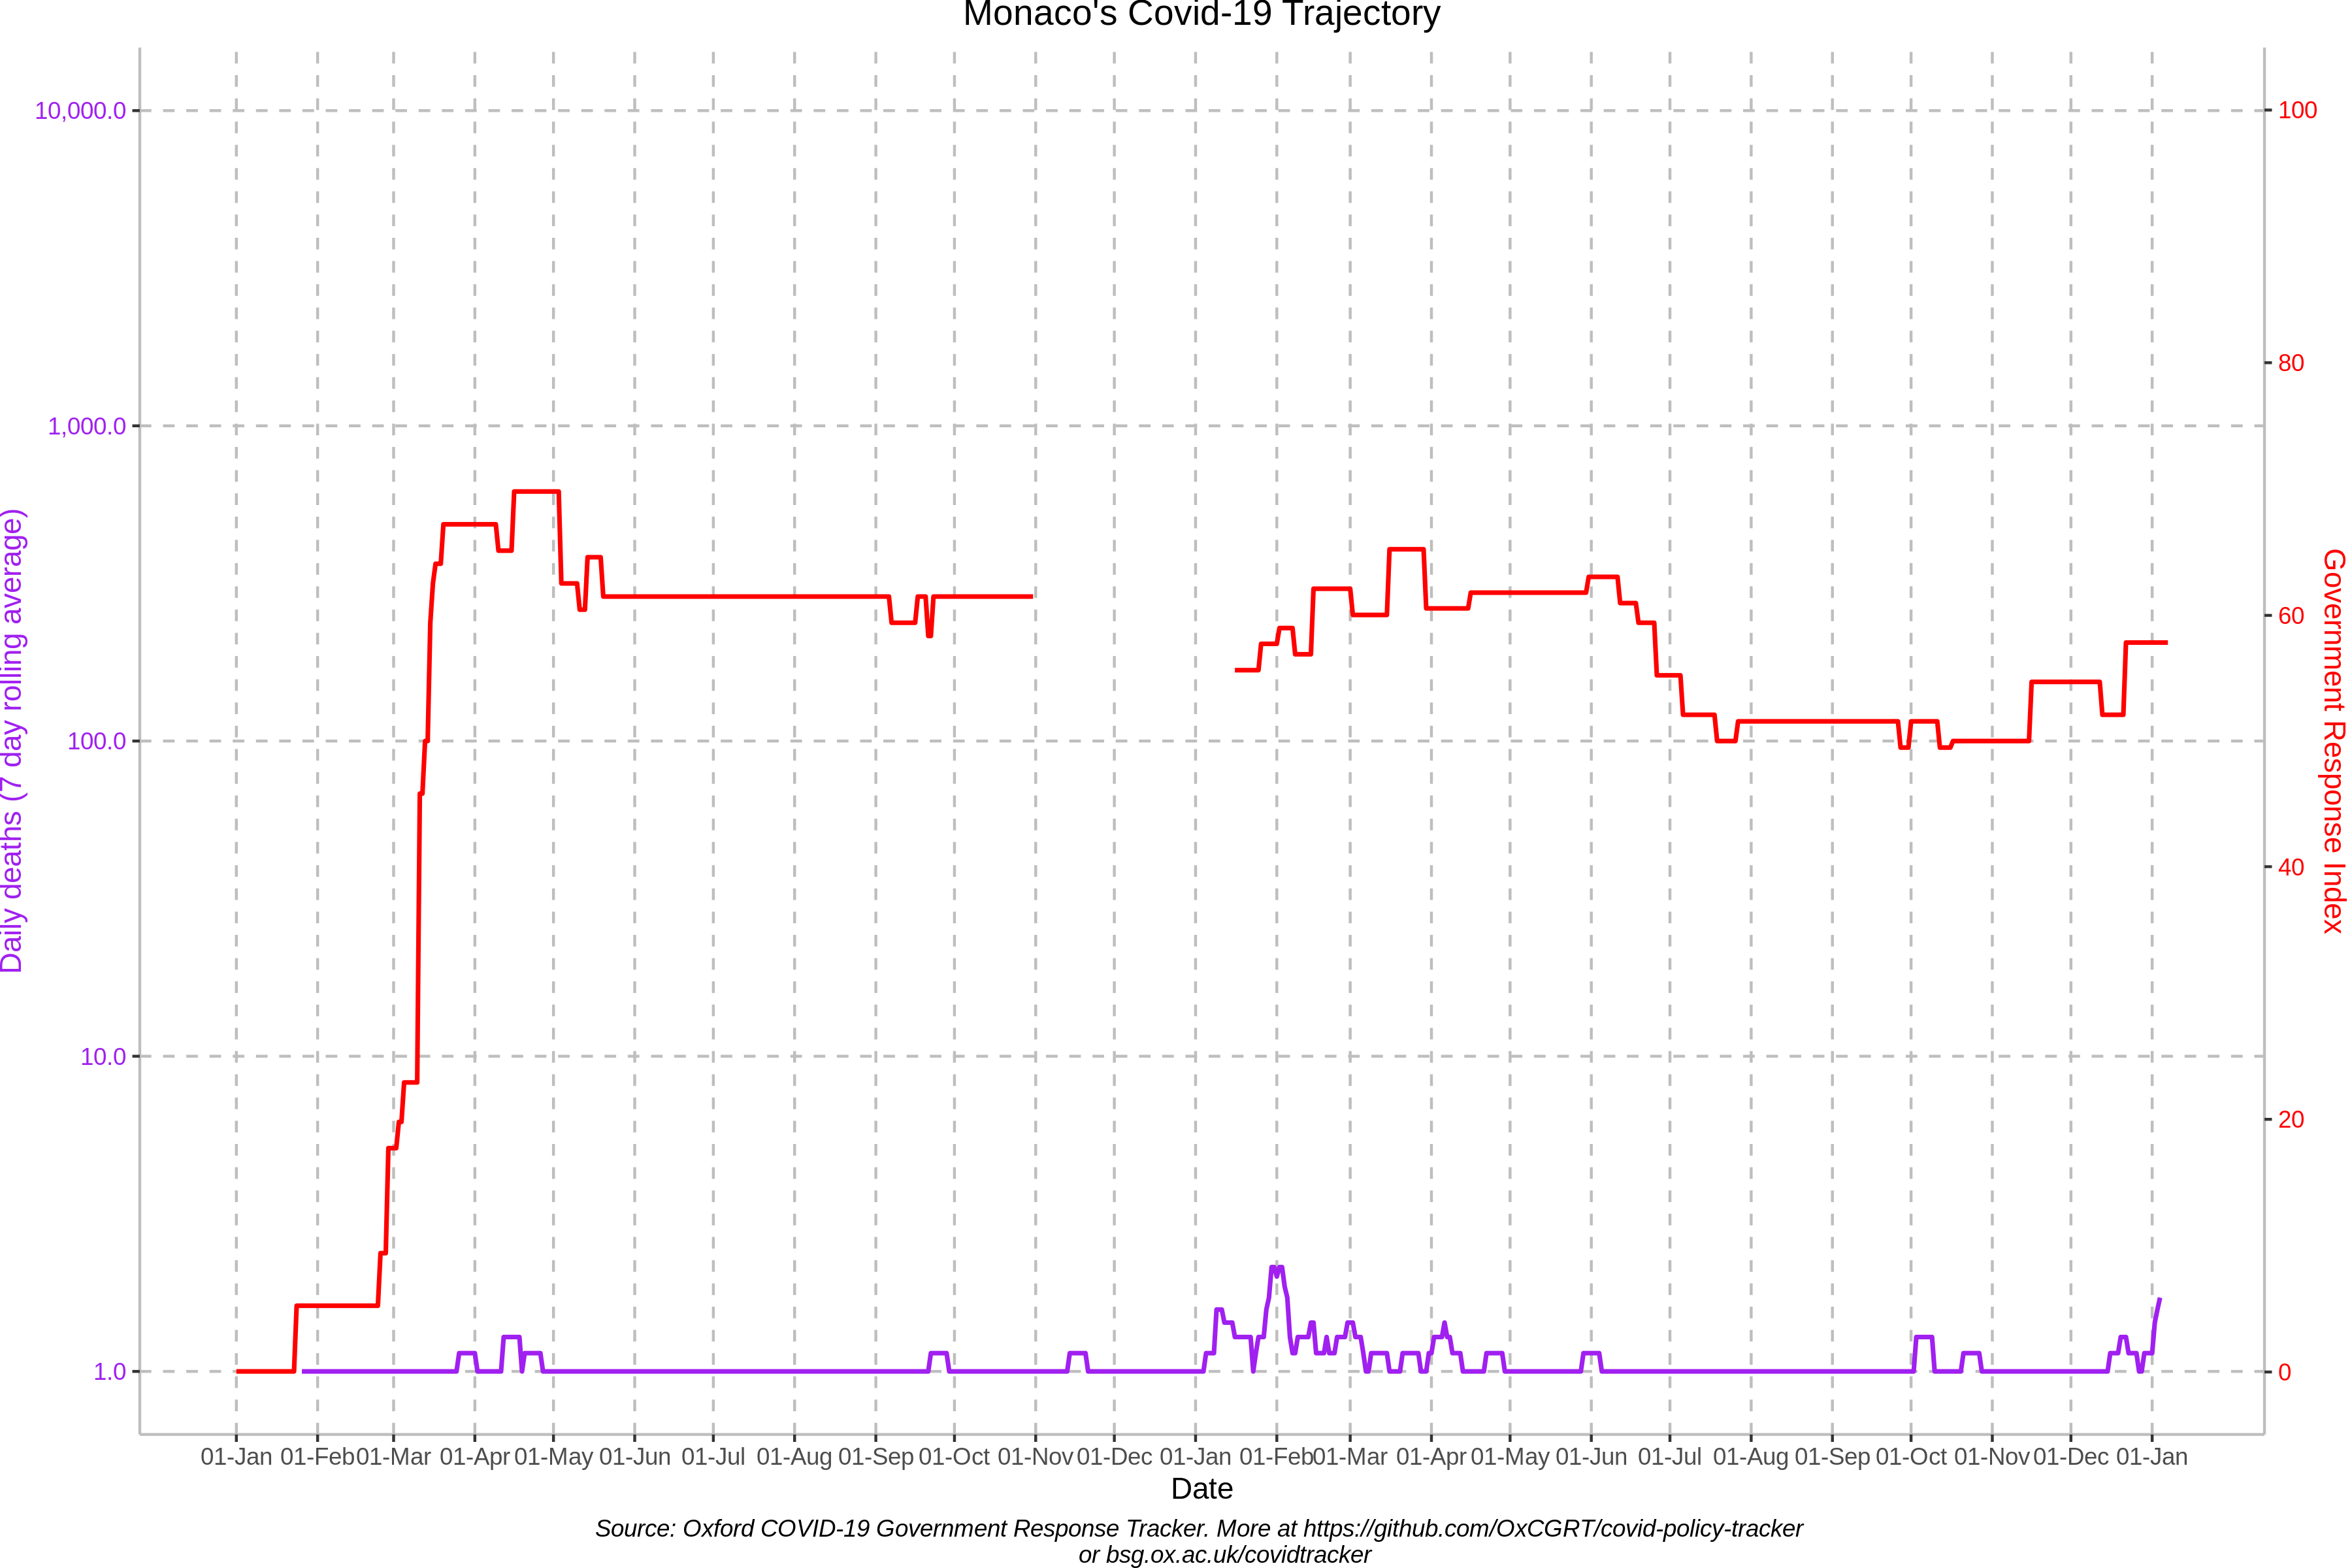 Monaco's Covid-19 Trajectory
10,000.0
1,000.0
100.0
10.0
1.0
Daily deaths (7 day rolling average)
100
80
60
40
20
0
Government Response Index
01-Jan 01-Feb 01-Mar 01-Apr 01-May 01-Jun 01-Jul 01-Aug 01-Sep 01-Oct 01-Nov 01-Dec 01-Jan 01-Feb 01-Mar 01-Apr 01-May 01-Jun 01-Jul 01-Aug 01-Sep 01-Oct 01-Nov 01-Dec 01-Jan
Date
Source: Oxford COVID-19 Government Response Tracker. More at https://github.com/OxCGRT/covid-policy-tracker
or bsg.ox.ac.uk/covidtracker